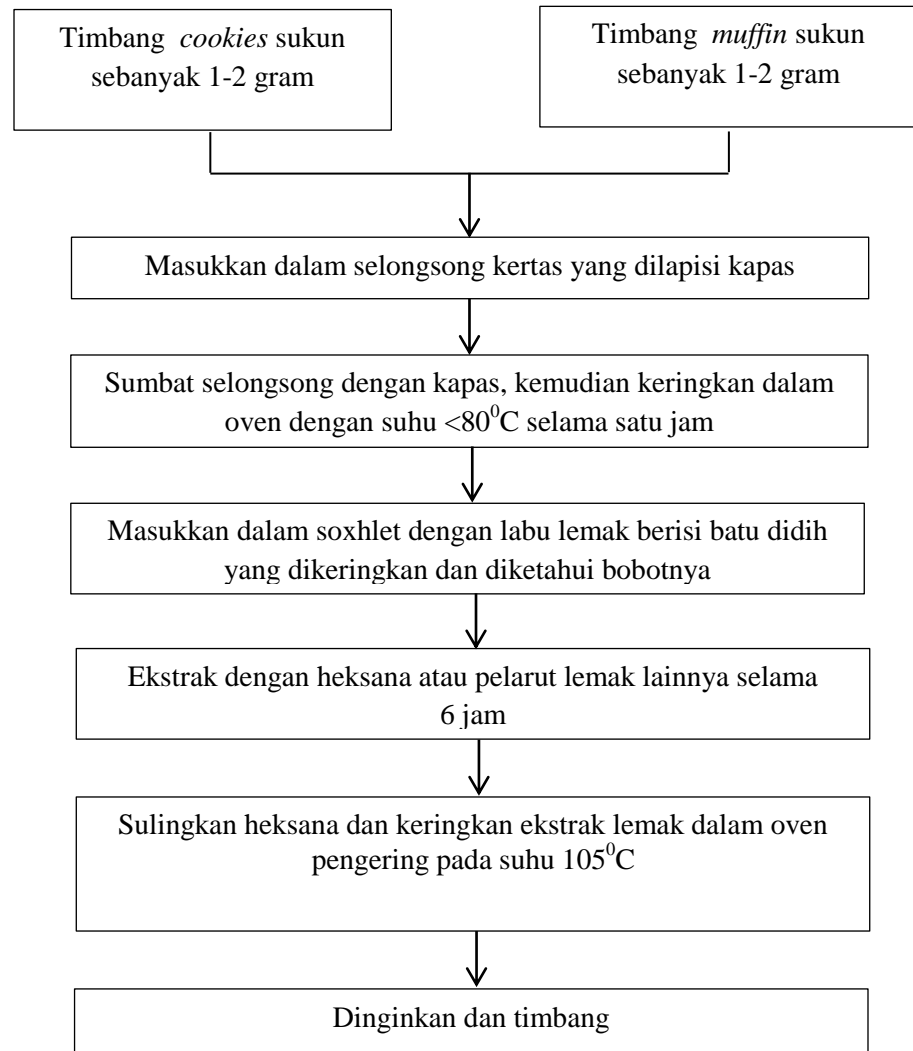 Timbang cookies sukun
sebanyak 1-2 gram
Timbang muffin sukun
sebanyak 1-2 gram
Masukkan dalam selongsong kertas yang dilapisi kapas
Sumbat selongsong dengan kapas, kemudian keringkan dalam
oven dengan suhu <80⁰C selama satu jam
Masukkan dalam soxhlet dengan labu lemak berisi batu didih
yang dikeringkan dan diketahui bobotnya
Ekstrak dengan heksana atau pelarut lemak lainnya selama
6 jam
Sulingkan heksana dan keringkan ekstrak lemak dalam oven
pengering pada suhu 105⁰C
Dinginkan dan timbang